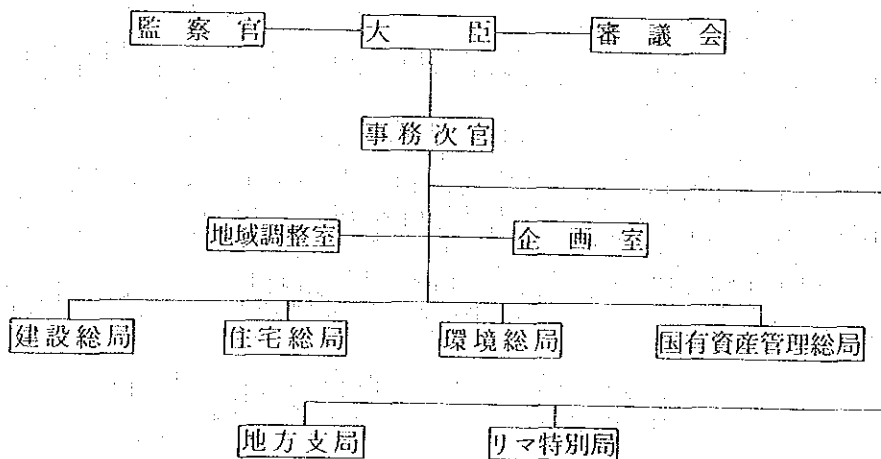 監察官 大臣 審議会
事務次官
地域調整室 企画室
建設総局 住宅総局 環境総局 国有資産管理総局
地方支局 リマ特別局